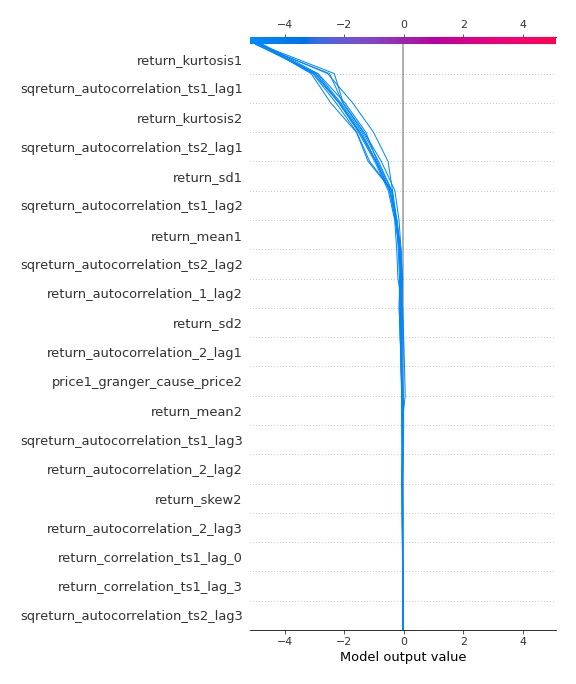 −4 −2 0 2 4
return_kurtosis1
sqreturn_autocorrelation_ts1_lag1
return_kurtosis2
sqreturn_autocorrelation_ts2_lag1
return_sd1
sqreturn_autocorrelation_ts1_lag2
return_mean1
sqreturn_autocorrelation_ts2_lag2
return_autocorrelation_1_lag2
return_sd2
return_autocorrelation_2_lag1
price1_granger_cause_price2
return_mean2
sqreturn_autocorrelation_ts1_lag3
return_autocorrelation_2_lag2
return_skew2
return_autocorrelation_2_lag3
return_correlation_ts1_lag_0
return_correlation_ts1_lag_3
sqreturn_autocorrelation_ts2_lag3
−4 −2 0 2 4
Model output value